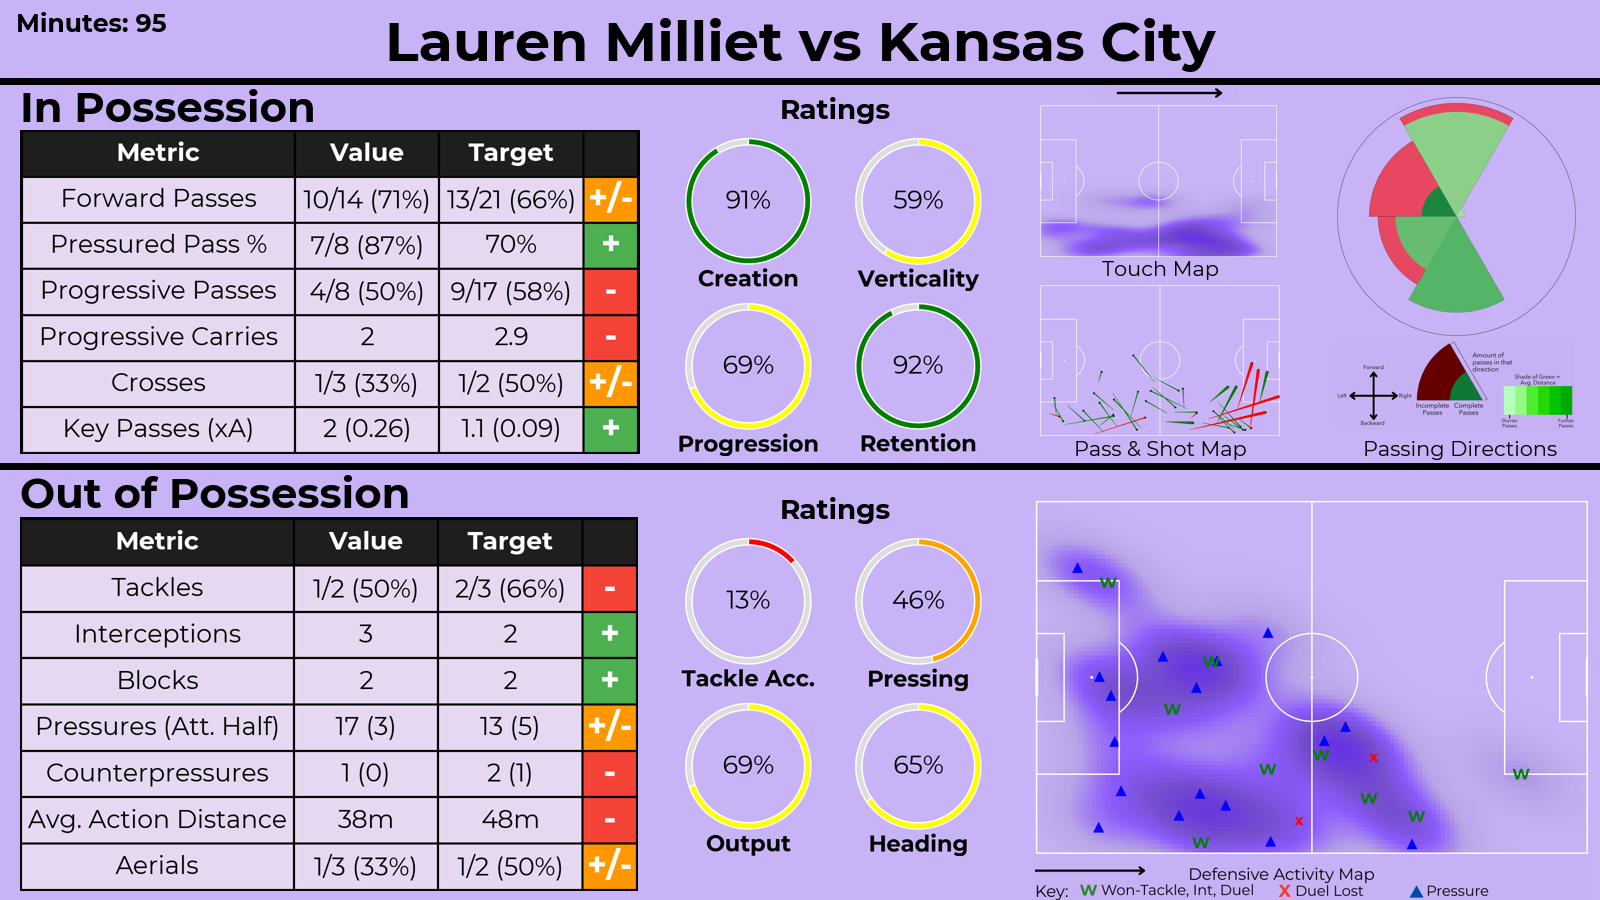 Minutes: 95
Lauren Milliet vs Kansas City
In Possession
Metric Value Target
Forward Passes 10/14 (71%) 13/21 (66%) +/-
Pressured Pass % 7/8 (87%) 70% +
Progressive Passes 4/8 (50%) 9/17 (58%) -
Progressive Carries 2 2.9 -
Crosses 1/3 (33%) 1/2 (50%) +/-
Key Passes (xA) 2 (0.26) 1.1 (0.09) +
Ratings
91% 59%
Creation Verticality
69% 92%
Progression Retention
Touch Map
Pass & Shot Map
Forward
Left Right
Backward
Amount of
passes in that
direction
Incomplete Complete
Passes Passes
Shade of Green =
Avg. Distance
Shorter Further
Passes Passes
Passing Directions
Out of Possession
Metric Value Target
Tackles 1/2 (50%) 2/3 (66%) -
Interceptions 3 2 +
Blocks 2 2 +
Pressures (Att. Half) 17 (3) 13 (5) +/-
Counterpressures 1 (0) 2 (1) -
Avg. Action Distance 38m 48m -
Aerials 1/3 (33%) 1/2 (50%) +/-
Ratings
13% 46%
Tackle Acc. Pressing
69% 65%
Output Heading
Defensive Activity Map
Key: W Won-Tackle, Int, Duel X Duel Lost Pressure